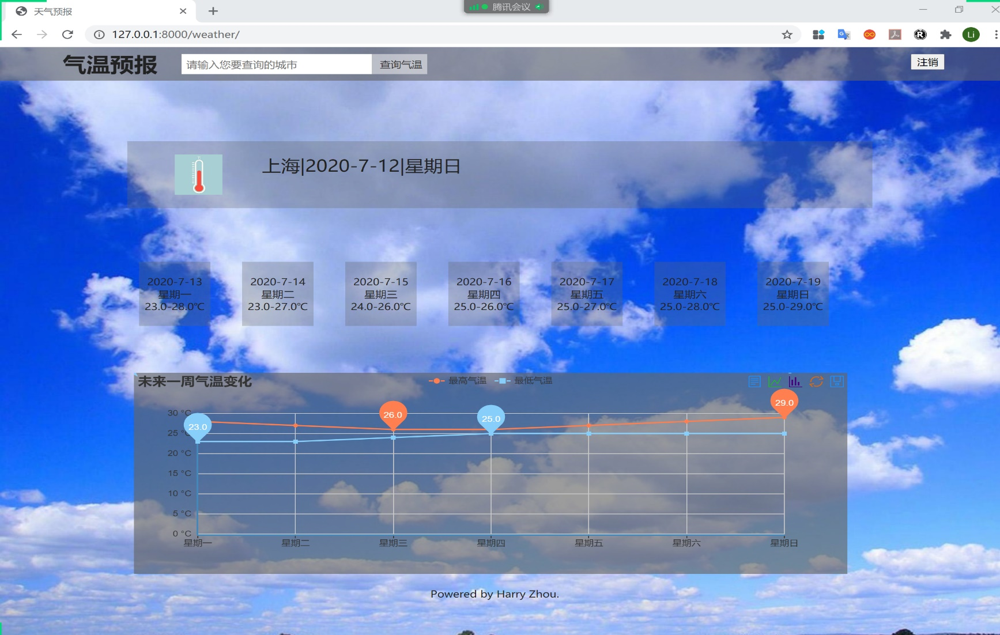 天气预报
腾讯会议
127.0.0.1:8000/weather/
Li
气温预报
请输入您要查询的城市
查询气温
注销
上海|2020-7-12|星期日
2020-7-13
星期一
23.0-28.0℃
2020-7-14
星期二
23.0-27.0℃
2020-7-15
星期三
24.0-26.0℃
2020-7-16
星期四
25.0-26.0℃
2020-7-17
星期五
25.0-27.0℃
2020-7-18
星期六
25.0-28.0℃
2020-7-19
星期日
25.0-29.0℃
未来一周气温变化
最高气温 最低气温
29.0
26.0
25.0
23.0
30 °C
25 °C
20 °C
15 °C
10 °C
5 °C
0 °C
星期一 星期二 星期三 星期四 星期五 星期六 星期日
Powered by Harry Zhou.